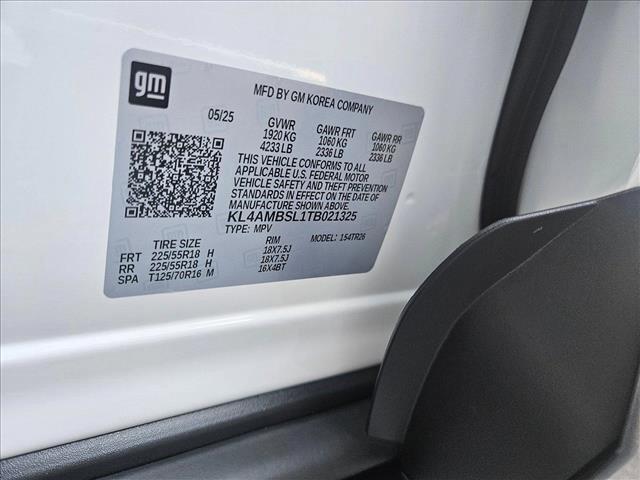 gm
MFD BY GM KOREA COMPANY
05/25
GVWR GAWR FRT GAWR RR
1920 KG 1060 KG 1060 KG
4233 LB 2336 LB 2336 LB
THIS VEHICLE CONFORMS TO ALL
APPLICABLE U.S. FEDERAL MOTOR
VEHICLE SAFETY AND THEFT PREVENTION
STANDARDS IN EFFECT ON THE DATE OF
MANUFACTURE SHOWN ABOVE.
KL4AMBSL1TB021325
TYPE: MPV MODEL: 154TR26
TIRE SIZE RIM
FRT 225/55R18 H 18X7.5J
RR 225/55R18 H 18X7.5J
SPA T125/70R16 M 16X4BT